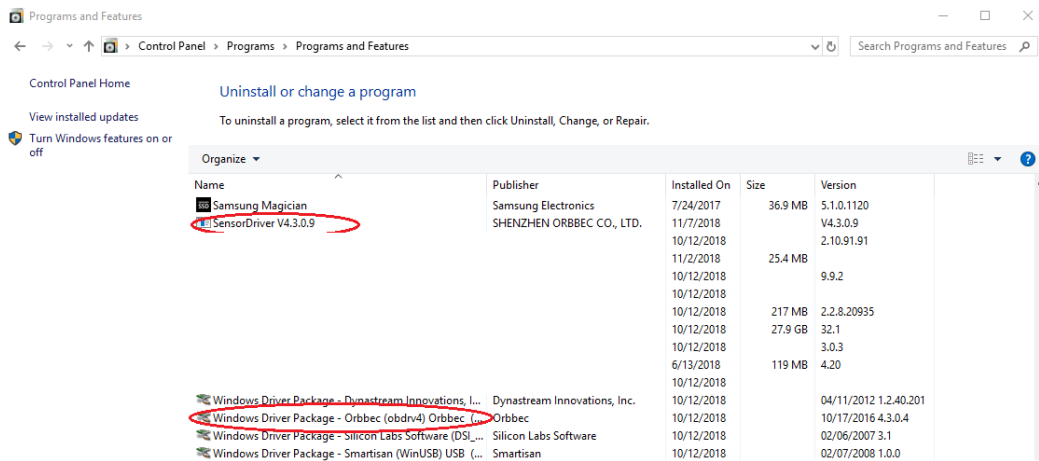 Programs and Features
Control Panel > Programs > Programs and Features
Search Programs and Features
Control Panel Home
View installed updates
Turn Windows features on or
off
Uninstall or change a program
To uninstall a program, select it from the list and then click Uninstall, Change, or Repair.
Organize
Name Publisher Installed On Size Version
Samsung Magician Samsung Electronics 7/24/2017 36.9 MB 5.1.0.1120
SensorDriver V4.3.0.9 SHENZHEN ORBBEC CO., LTD. 11/7/2018 V4.3.0.9
10/12/2018 2.10.91.91
11/2/2018 25.4 MB
10/12/2018 9.9.2
10/12/2018
10/12/2018 217 MB 2.2.8.20935
10/12/2018 27.9 GB 32.1
10/12/2018 3.0.3
6/13/2018 119 MB 4.20
10/12/2018
Windows Driver Package - Dynastream Innovations, I... Dynastream Innovations, Inc. 10/12/2018 04/11/2012 1.2.40.201
Windows Driver Package - Orbbec (obdrv4) Orbbec (... Orbbec 10/12/2018 10/17/2016 4.3.0.4
Windows Driver Package - Silicon Labs Software (DSI_... Silicon Labs Software 10/12/2018 02/06/2007 3.1
Windows Driver Package - Smartisan (WinUSB) USB (... Smartisan 10/12/2018 02/07/2008 1.0.0